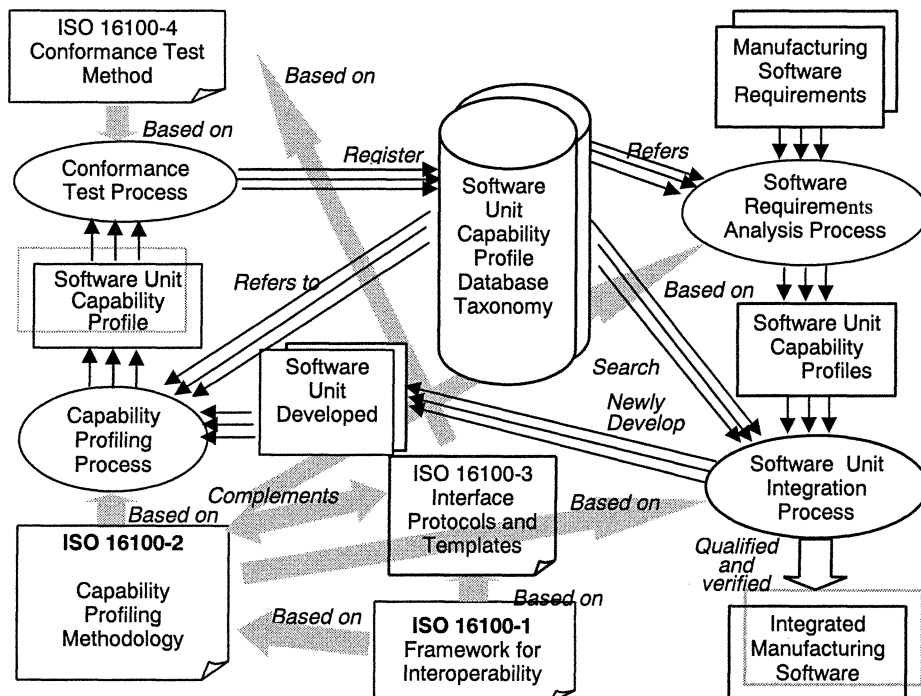 ISO 16100-4
Conformance Test
Method
Based on
Conformance
Test Process
Register
Based on
Software
Unit
Capability
Profile
Database
Taxonomy
Refers
Manufacturing
Software
Requirements
Software
Requirements
Analysis Process
Based on
Software Unit
Capability
Profile
Refers to
Software Unit
Capability
Profiles
Search
Newly
Develop
Software
Unit
Developed
Capability
Profiling
Process
Software Unit
Integration
Process
Based on
Complements
ISO 16100-3
Interface
Protocols and
Templates
Based on
ISO 16100-2
Capability
Profiling
Methodology
Based on
Based on
ISO 16100-1
Framework for
Interoperability
Qualified
and
verified
Integrated
Manufacturing
Software